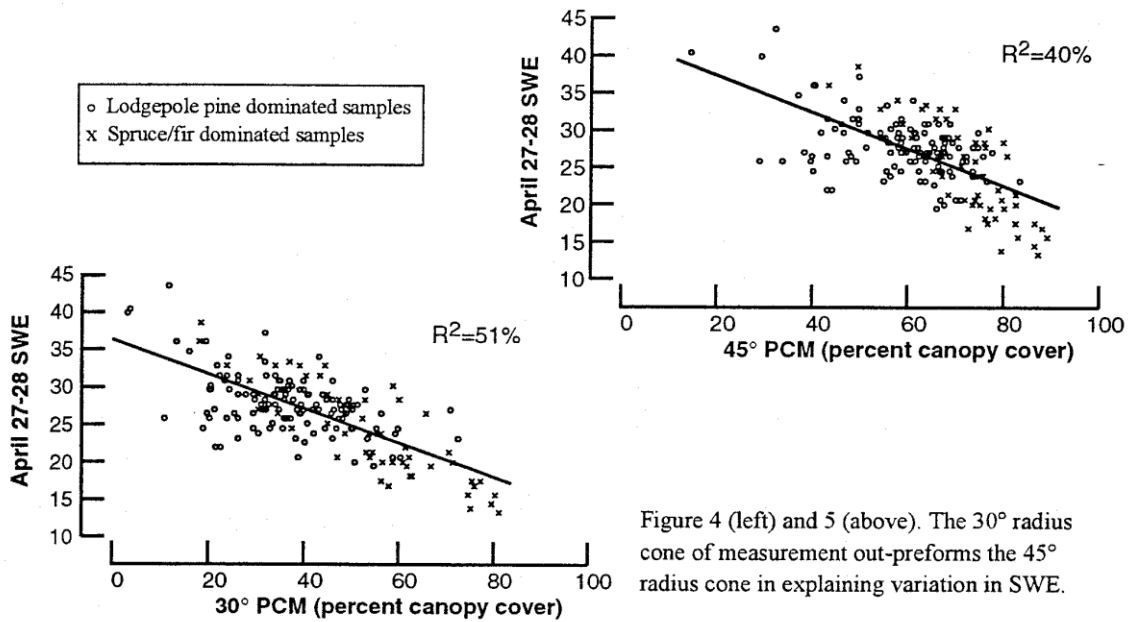 o Lodgepole pine dominated samples
x Spruce/fir dominated samples
45
40
35
30
25
20
15
10
April 27-28 SWE
R²=40%
0 20 40 60 80 100
45° PCM (percent canopy cover)
45
40
35
30
25
20
15
10
April 27-28 SWE
R²=51%
0 20 40 60 80 100
30° PCM (percent canopy cover)
Figure 4 (left) and 5 (above). The 30° radius
cone of measurement out-preforms the 45°
radius cone in explaining variation in SWE.